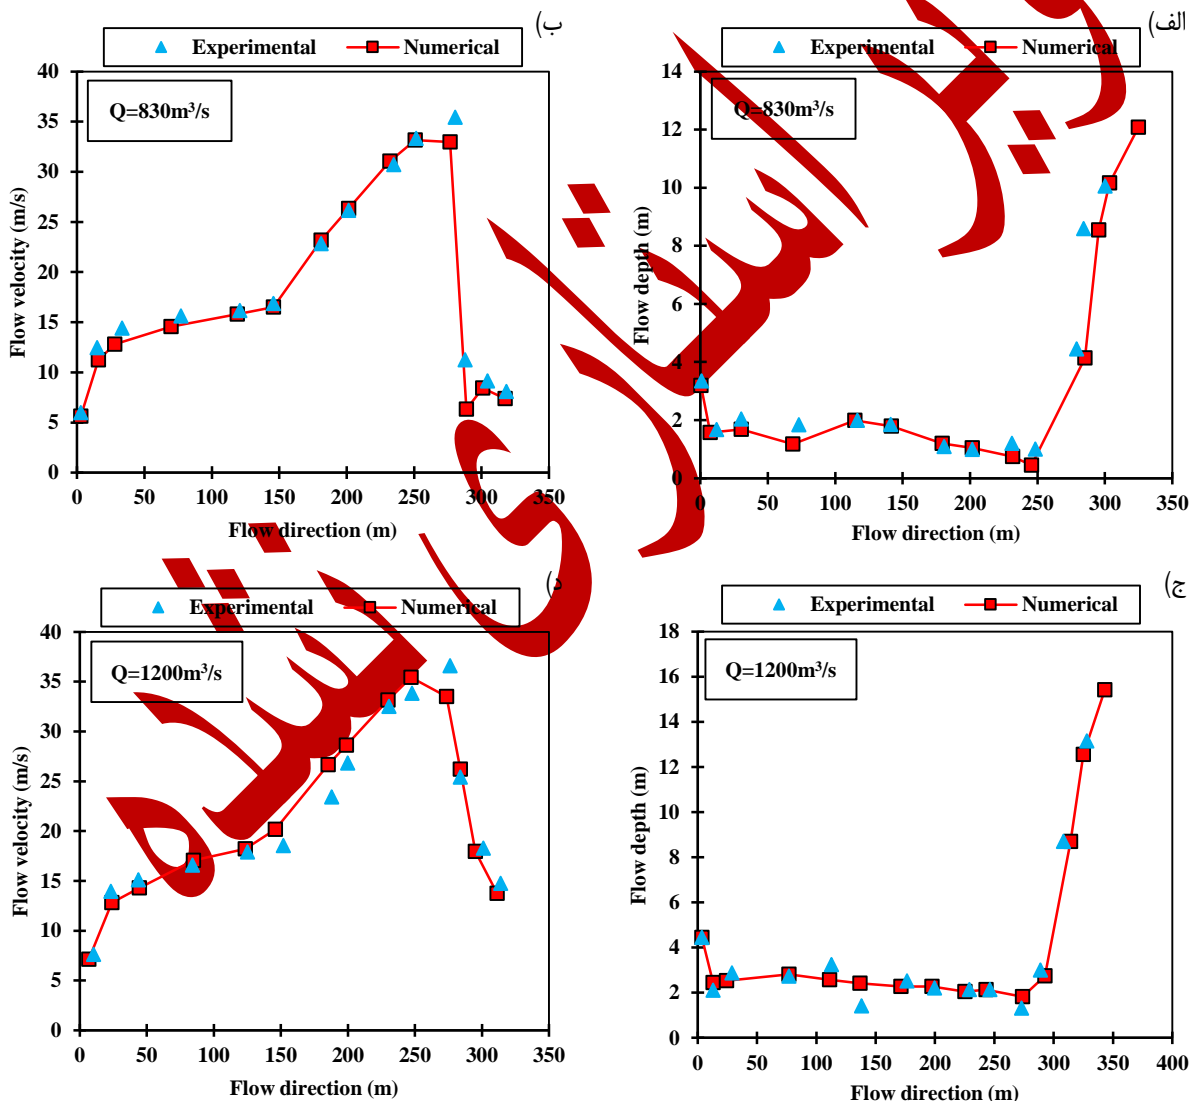 الف)
Experimental Numerical
Q=830m³/s
14
12
10
8
6
4
2
0
Flow depth (m)
0 50 100 150 200 250 300 350
Flow direction (m)
ب)
Experimental Numerical
Q=830m³/s
40
35
30
25
20
15
10
5
0
Flow velocity (m/s)
0 50 100 150 200 250 300 350
Flow direction (m)
ج)
Experimental Numerical
Q=1200m³/s
18
16
14
12
10
8
6
4
2
0
Flow depth (m)
0 50 100 150 200 250 300 350 400
Flow direction (m)
د)
Experimental Numerical
Q=1200m³/s
40
35
30
25
20
15
10
5
0
Flow velocity (m/s)
0 50 100 150 200 250 300 350
Flow direction (m)
ویراستاری نشده